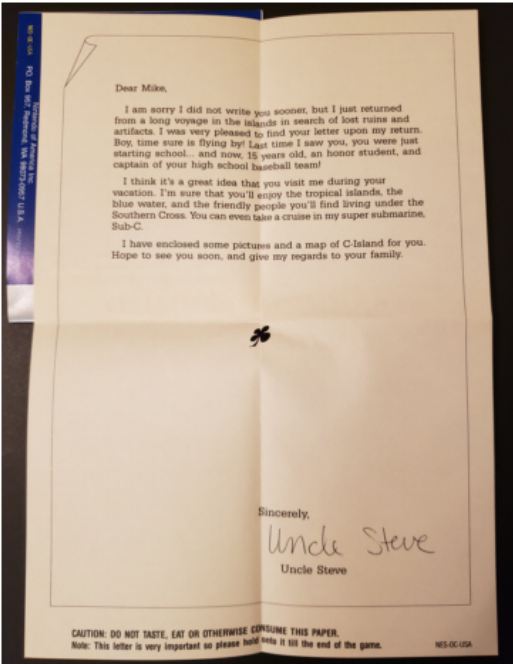 NES-OC-USA
Nintendo of America Inc.
P.O. Box 957, Redmond, WA 98073-0957 U.S.A.
Dear Mike,
I am sorry I did not write you sooner, but I just returned
from a long voyage in the islands in search of lost ruins and
artifacts. I was very pleased to find your letter upon my return.
Boy, time sure is flying by! Last time I saw you, you were just
starting school... and now, 15 years old, an honor student, and
captain of your high school baseball team!
I think it's a great idea that you visit me during your
vacation. I'm sure that you'll enjoy the tropical islands, the
blue water, and the friendly people you'll find living under the
Southern Cross. You can even take a cruise in my super submarine,
Sub-C.
I have enclosed some pictures and a map of C-Island for you.
Hope to see you soon, and give my regards to your family.
Sincerely,
Uncle Steve
Uncle Steve
CAUTION: DO NOT TASTE, EAT OR OTHERWISE CONSUME THIS PAPER.
Note: This letter is very important so please hold onto it till the end of the game.
NES-OC-USA